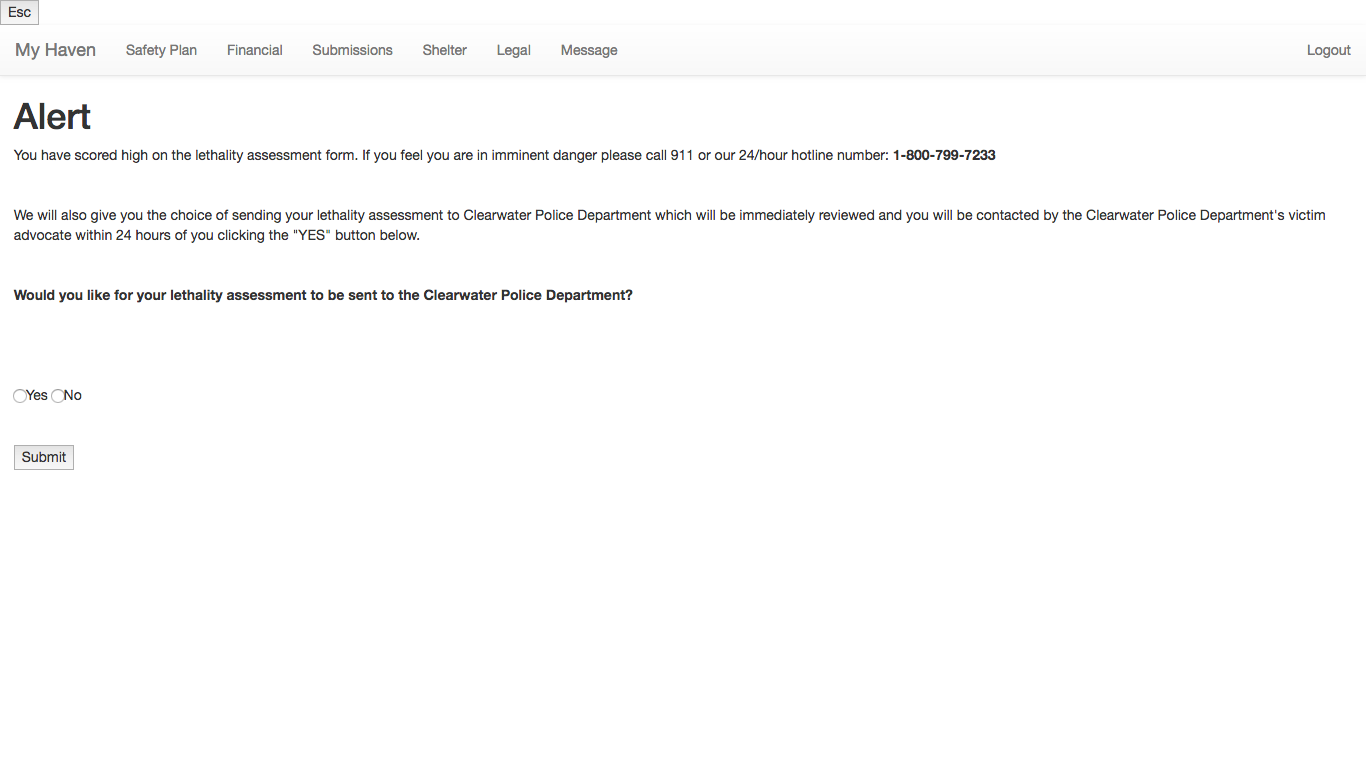 Esc
My Haven Safety Plan Financial Submissions Shelter Legal Message Logout
Alert
You have scored high on the lethality assessment form. If you feel you are in imminent danger please call 911 or our 24/hour hotline number: 1-800-799-7233
We will also give you the choice of sending your lethality assessment to Clearwater Police Department which will be immediately reviewed and you will be contacted by the Clearwater Police Department's victim
advocate within 24 hours of you clicking the "YES" button below.
Would you like for your lethality assessment to be sent to the Clearwater Police Department?
Yes No
Submit